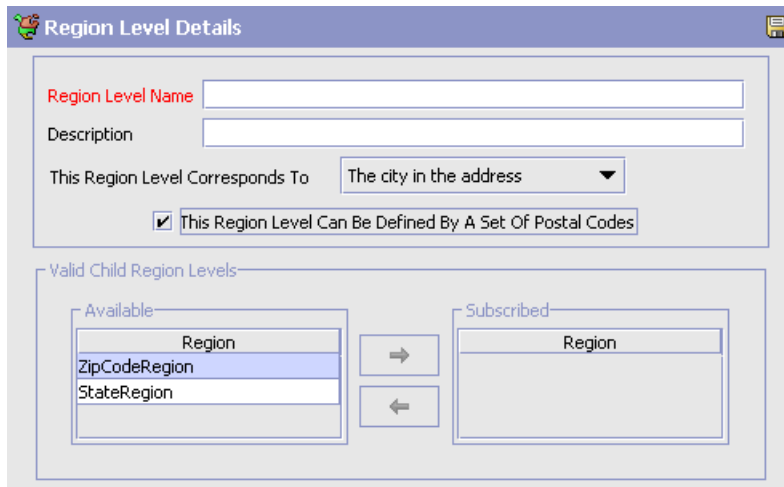 Region Level Details
Region Level Name
Description
This Region Level Corresponds To The city in the address
This Region Level Can Be Defined By A Set Of Postal Codes
Valid Child Region Levels
Available
Subscribed
Region
Region
ZipCodeRegion
StateRegion